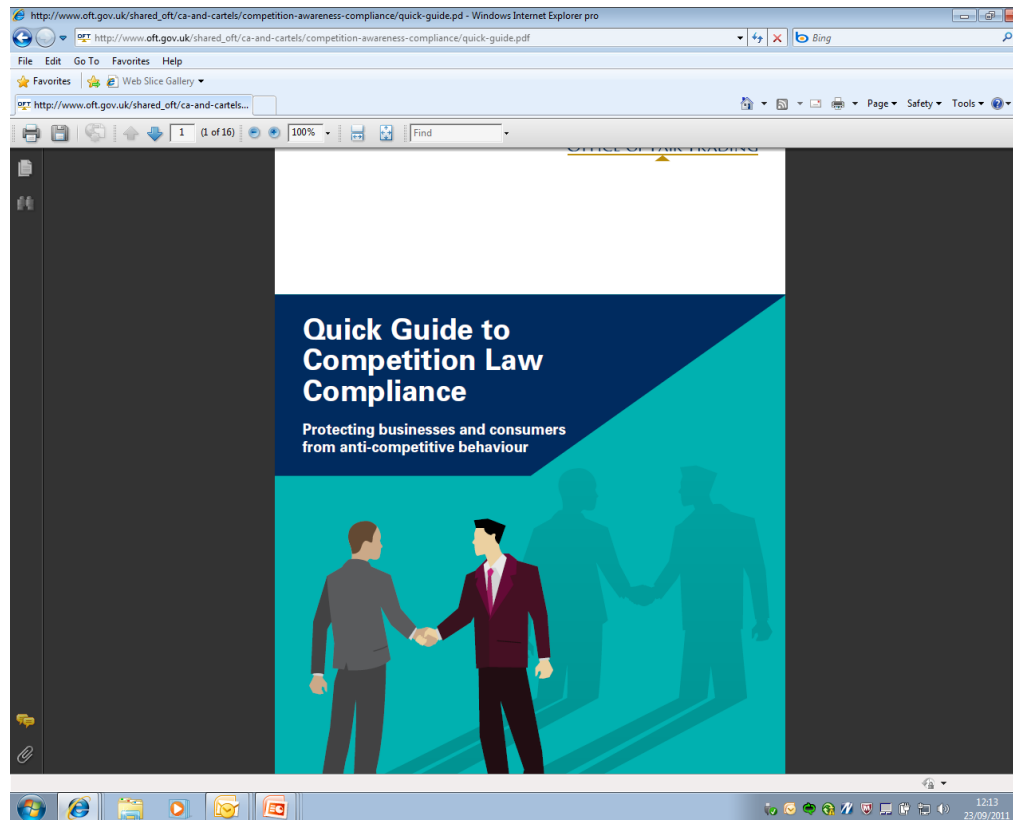 http://www.oft.gov.uk/shared_oft/ca-and-cartels/competition-awareness-compliance/quick-guide.pd - Windows Internet Explorer pro
http://www.oft.gov.uk/shared_oft/ca-and-cartels/competition-awareness-compliance/quick-guide.pdf
Bing
File Edit Go To Favorites Help
Favorites Web Slice Gallery
http://www.oft.gov.uk/shared_oft/ca-and-cartels...
Page Safety Tools
1 (1 of 16) 100% Find
OFFICE OF FAIR TRADING
Quick Guide to
Competition Law
Compliance
Protecting businesses and consumers
from anti-competitive behaviour
12:13
23/09/2011